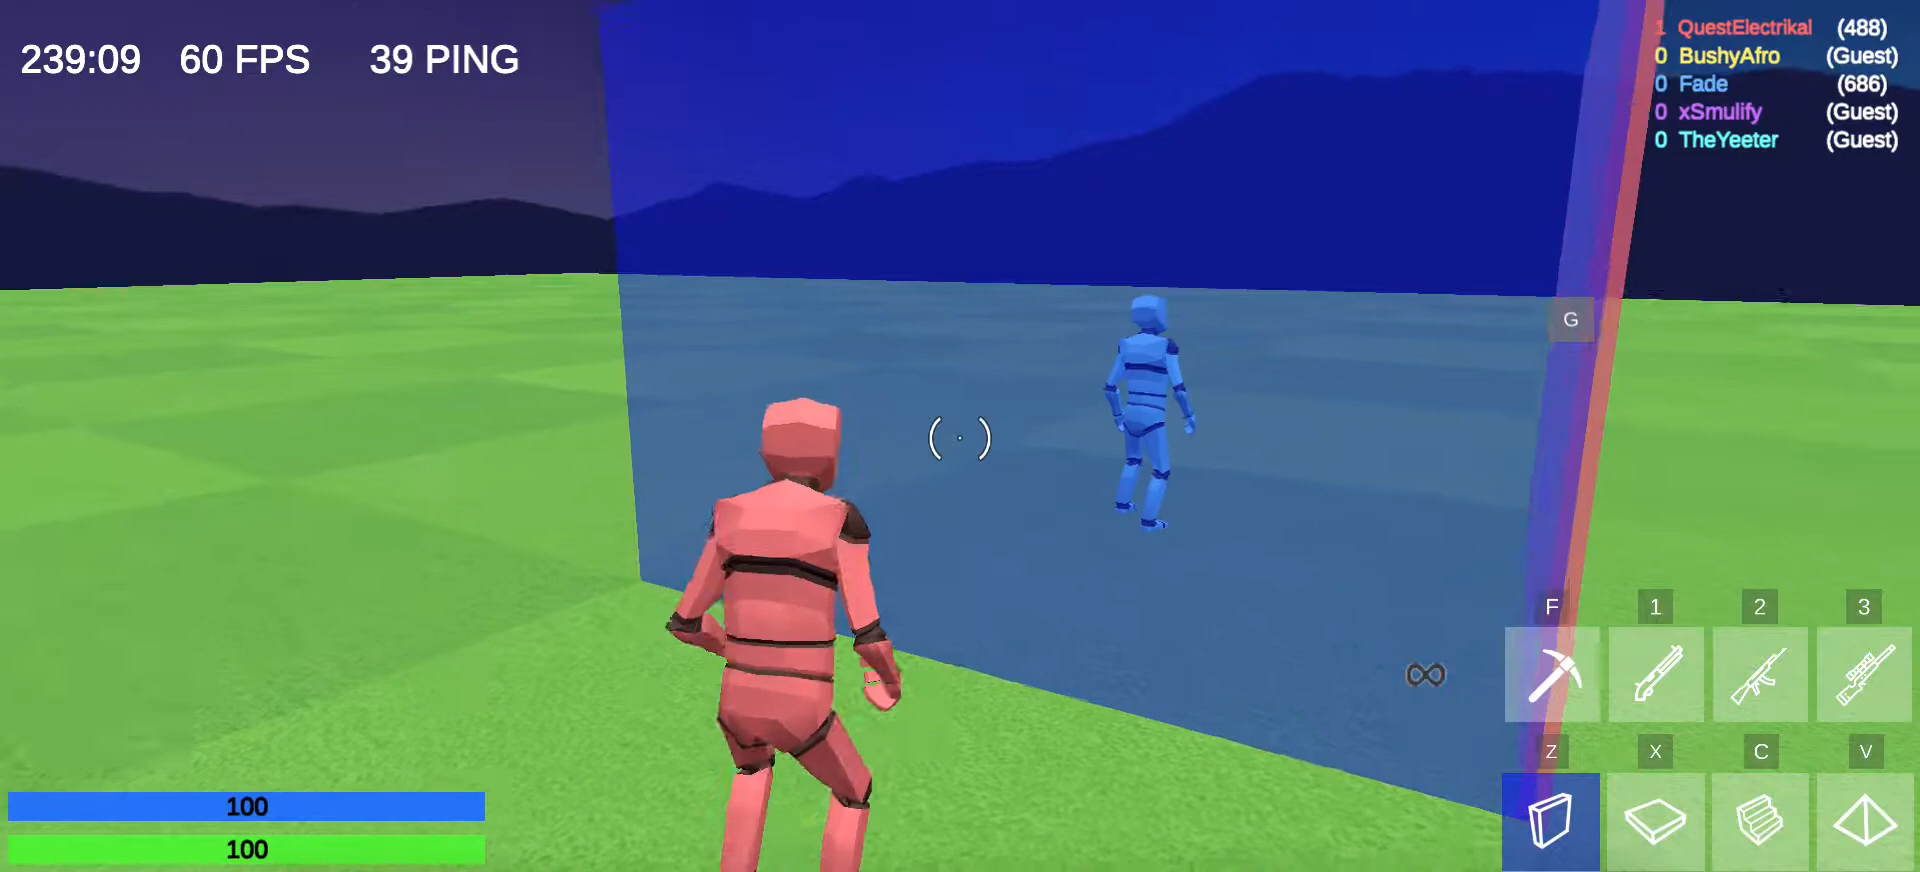 239:09 60 FPS 39 PING
1 QuestElectrikal (488)
0 BushyAfro (Guest)
0 Fade (686)
0 xSmulify (Guest)
0 TheYeeter (Guest)
G
F 1 2 3
Z X C V
100
100